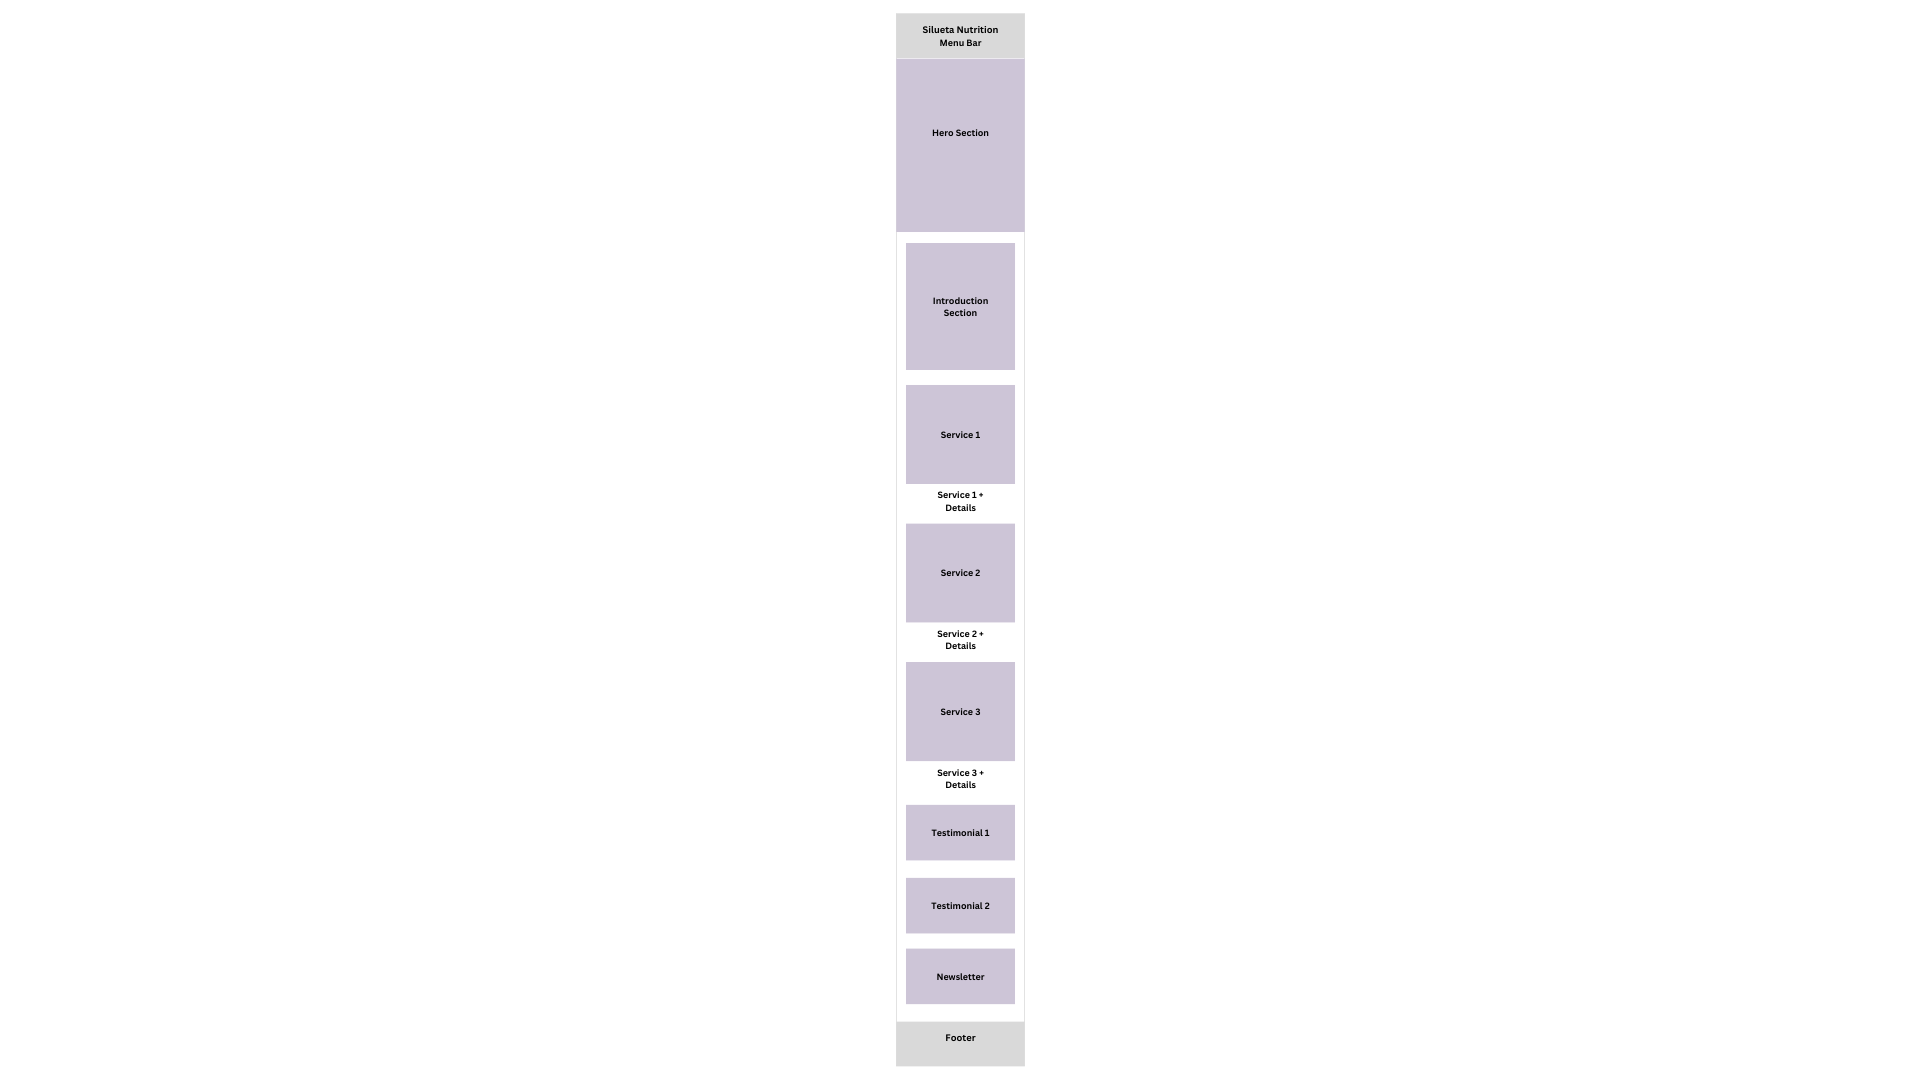 Silueta Nutrition
Menu Bar
Hero Section
Introduction
Section
Service 1
Service 1 +
Details
Service 2
Service 2 +
Details
Service 3
Service 3 +
Details
Testimonial 1
Testimonial 2
Newsletter
Footer